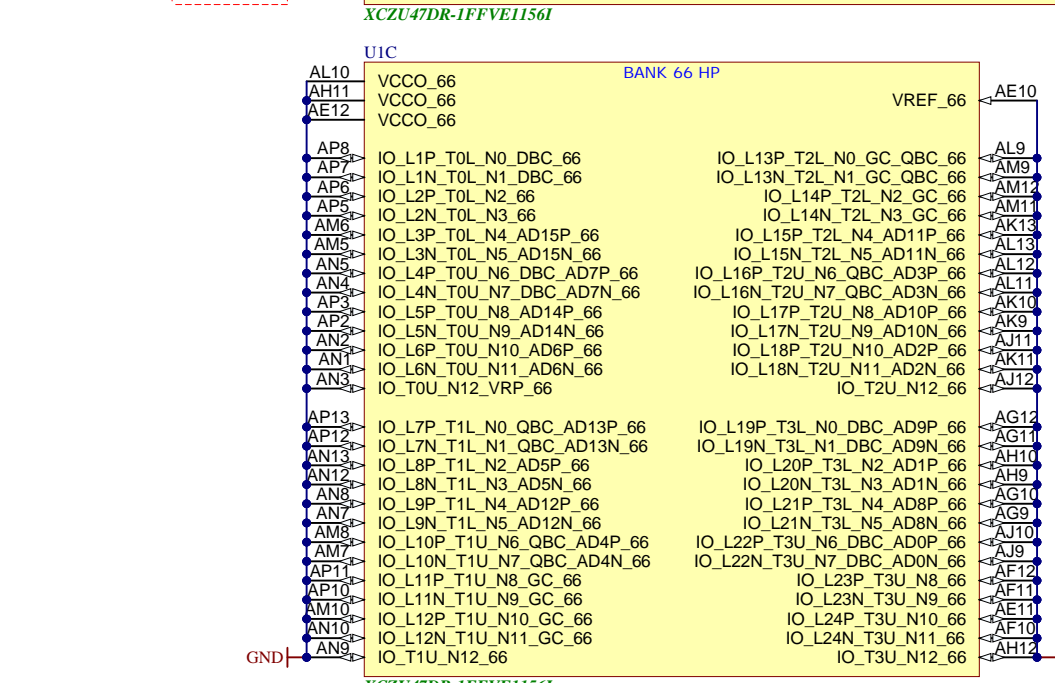 XCZU47DR-1FFVE1156I
U1C
BANK 66 HP
AL10 VCCO_66
AH11 VCCO_66 VREF_66 AE10
AE12 VCCO_66
AP8 IO_L1P_T0L_N0_DBC_66 IO_L13P_T2L_N0_GC_QBC_66 AL9
AP7 IO_L1N_T0L_N1_DBC_66 IO_L13N_T2L_N1_GC_QBC_66 AM9
AP6 IO_L2P_T0L_N2_66 IO_L14P_T2L_N2_GC_66 AM12
AP5 IO_L2N_T0L_N3_66 IO_L14N_T2L_N3_GC_66 AM11
AM6 IO_L3P_T0L_N4_AD15P_66 IO_L15P_T2L_N4_AD11P_66 AK13
AM5 IO_L3N_T0L_N5_AD15N_66 IO_L15N_T2L_N5_AD11N_66 AL13
AN5 IO_L4P_T0U_N6_DBC_AD7P_66 IO_L16P_T2U_N6_QBC_AD3P_66 AL12
AN4 IO_L4N_T0U_N7_DBC_AD7N_66 IO_L16N_T2U_N7_QBC_AD3N_66 AL11
AP3 IO_L5P_T0U_N8_AD14P_66 IO_L17P_T2U_N8_AD10P_66 AK10
AP2 IO_L5N_T0U_N9_AD14N_66 IO_L17N_T2U_N9_AD10N_66 AK9
AN2 IO_L6P_T0U_N10_AD6P_66 IO_L18P_T2U_N10_AD2P_66 AJ11
AN1 IO_L6N_T0U_N11_AD6N_66 IO_L18N_T2U_N11_AD2N_66 AK11
AN3 IO_T0U_N12_VRP_66 IO_T2U_N12_66 AJ12
AP13 IO_L7P_T1L_N0_QBC_AD13P_66 IO_L19P_T3L_N0_DBC_AD9P_66 AG12
AP12 IO_L7N_T1L_N1_QBC_AD13N_66 IO_L19N_T3L_N1_DBC_AD9N_66 AG11
AN13 IO_L8P_T1L_N2_AD5P_66 IO_L20P_T3L_N2_AD1P_66 AH10
AN12 IO_L8N_T1L_N3_AD5N_66 IO_L20N_T3L_N3_AD1N_66 AH9
AN8 IO_L9P_T1L_N4_AD12P_66 IO_L21P_T3L_N4_AD8P_66 AG10
AN7 IO_L9N_T1L_N5_AD12N_66 IO_L21N_T3L_N5_AD8N_66 AG9
AM8 IO_L10P_T1U_N6_QBC_AD4P_66 IO_L22P_T3U_N6_DBC_AD0P_66 AJ10
AM7 IO_L10N_T1U_N7_QBC_AD4N_66 IO_L22N_T3U_N7_DBC_AD0N_66 AJ9
AP11 IO_L11P_T1U_N8_GC_66 IO_L23P_T3U_N8_66 AF12
AP10 IO_L11N_T1U_N9_GC_66 IO_L23N_T3U_N9_66 AF11
AM10 IO_L12P_T1U_N10_GC_66 IO_L24P_T3U_N10_66 AE11
AN10 IO_L12N_T1U_N11_GC_66 IO_L24N_T3U_N11_66 AF10
GND AN9 IO_T1U_N12_66 IO_T3U_N12_66 AH12
XCZU47DR-1FFVE1156I